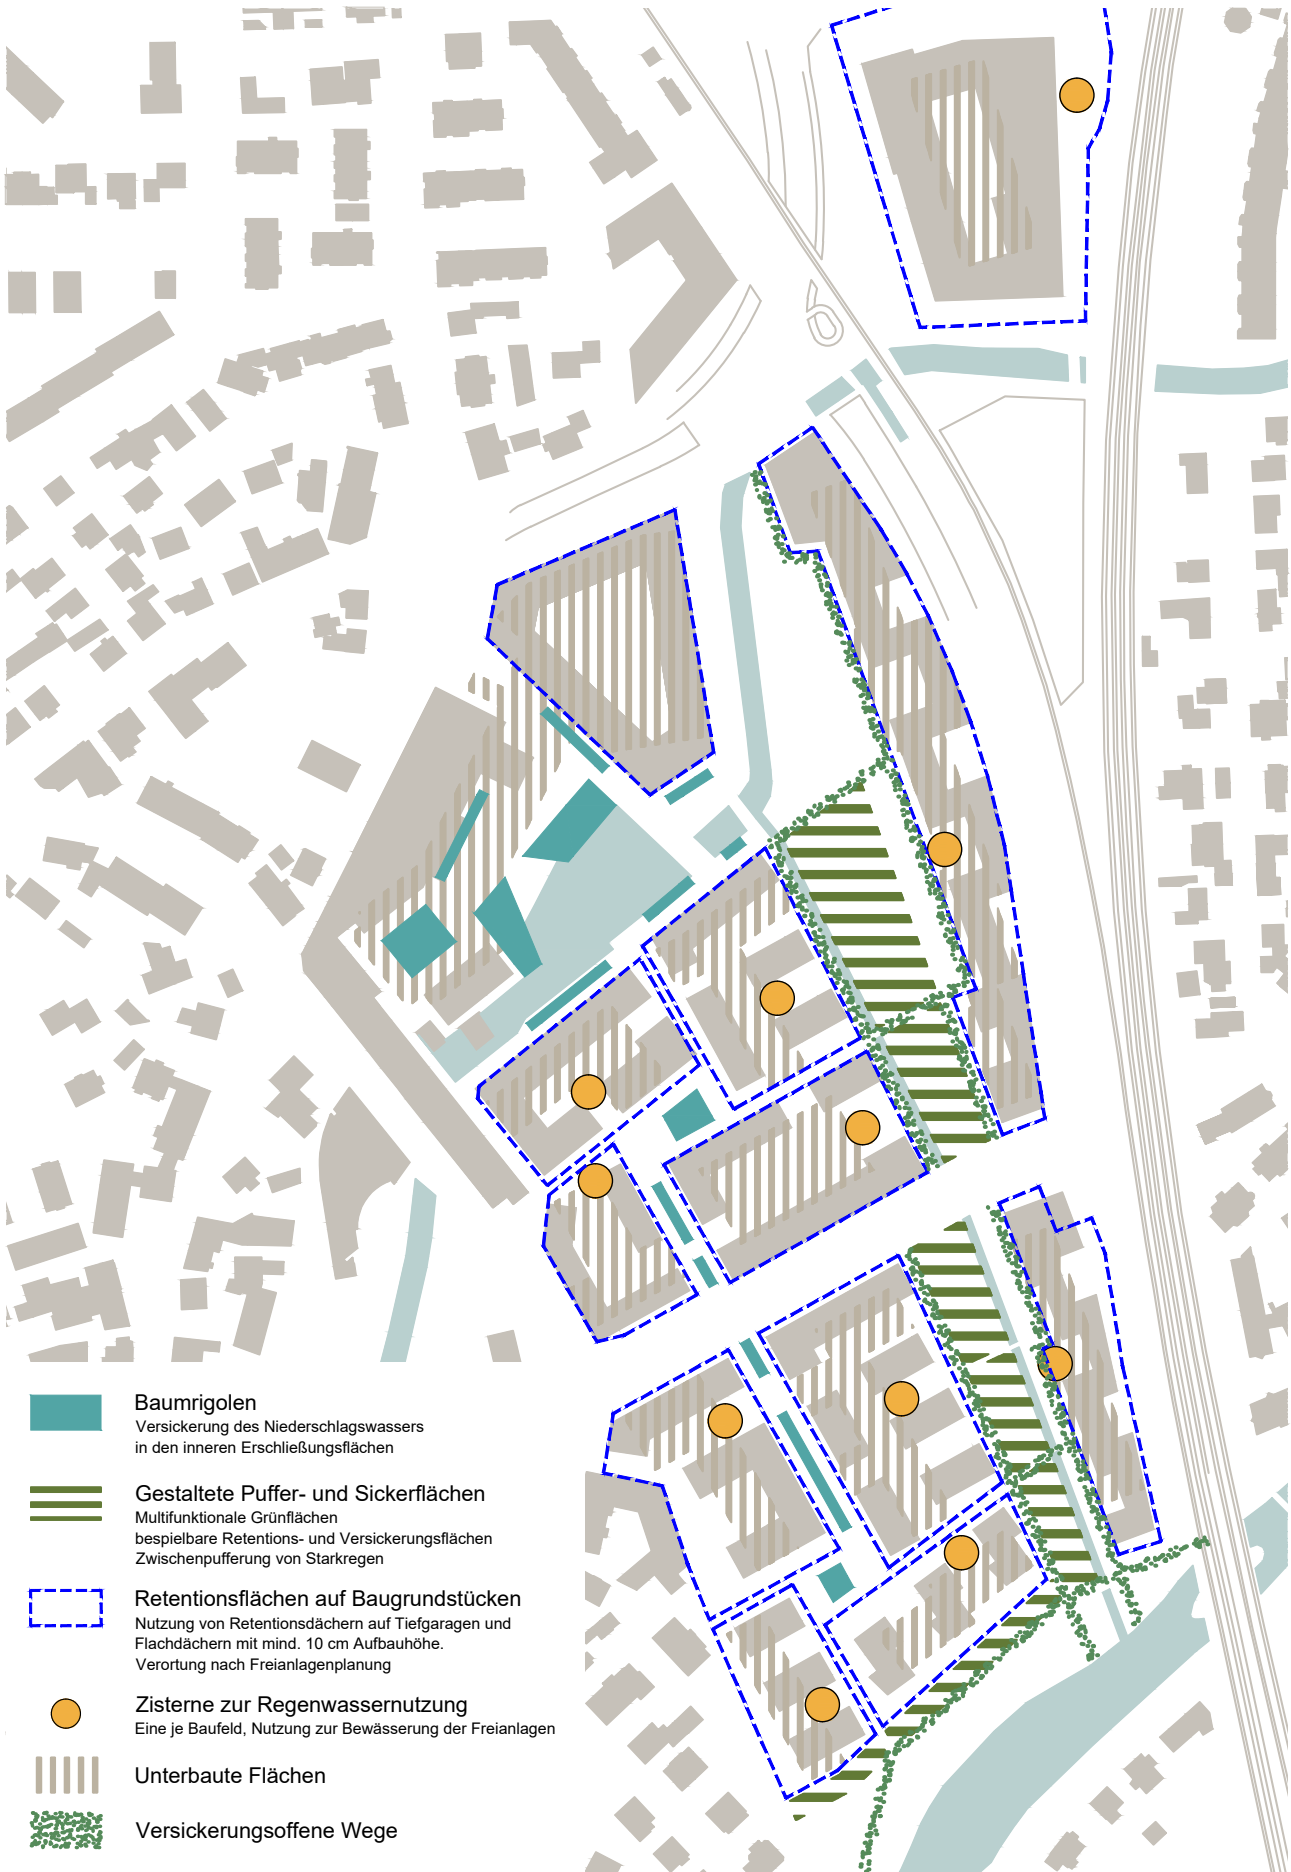 Baumrigolen
Versickerung des Niederschlagswassers
in den inneren Erschließungsflächen
Gestaltete Puffer- und Sickerflächen
Multifunktionale Grünflächen
bespielbare Retentions- und Versickerungsflächen
Zwischenpufferung von Starkregen
Retentionsflächen auf Baugrundstücken
Nutzung von Retentionsdächern auf Tiefgaragen und
Flachdächern mit mind. 10 cm Aufbauhöhe.
Verortung nach Freianlagenplanung
Zisterne zur Regenwassernutzung
Eine je Baufeld, Nutzung zur Bewässerung der Freianlagen
Unterbaute Flächen
Versickerungsoffene Wege